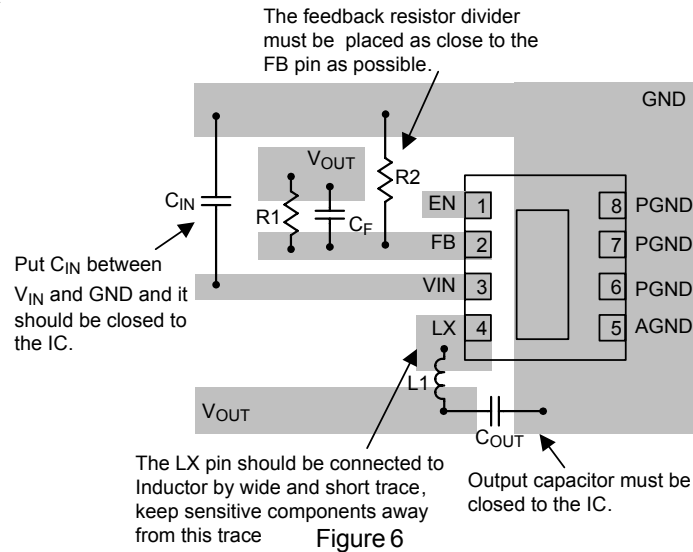 The feedback resistor divider
must be placed as close to the
FB pin as possible.
GND
VOUT
R2
CIN
R1
CF
EN 1
8 PGND
FB 2
7 PGND
VIN 3
6 PGND
LX 4
5 AGND
Put CIN between
VIN and GND and it
should be closed to
the IC.
L1
VOUT
COUT
The LX pin should be connected to
Inductor by wide and short trace,
keep sensitive components away
from this trace
Output capacitor must be
closed to the IC.
Figure 6